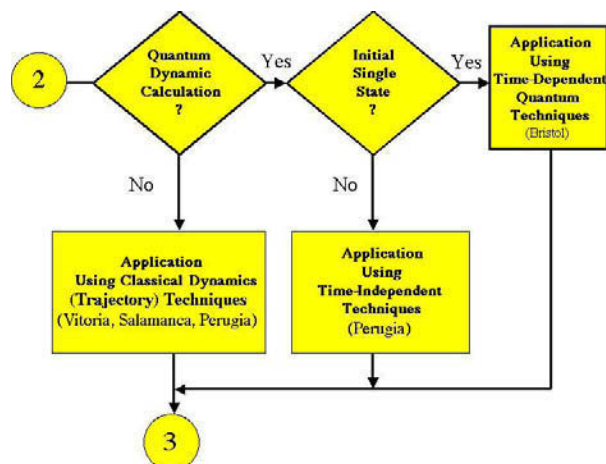 2
Quantum
Dynamic
Calculation
?
Yes
Initial
Single
State
?
Yes
Application
Using
Time-Dependent
Quantum
Techniques
(Bristol)
No
No
Application
Using Classical Dynamics
(Trajectory) Techniques
(Vitoria, Salamanca, Perugia)
Application
Using
Time-Independent
Techniques
(Perugia)
3